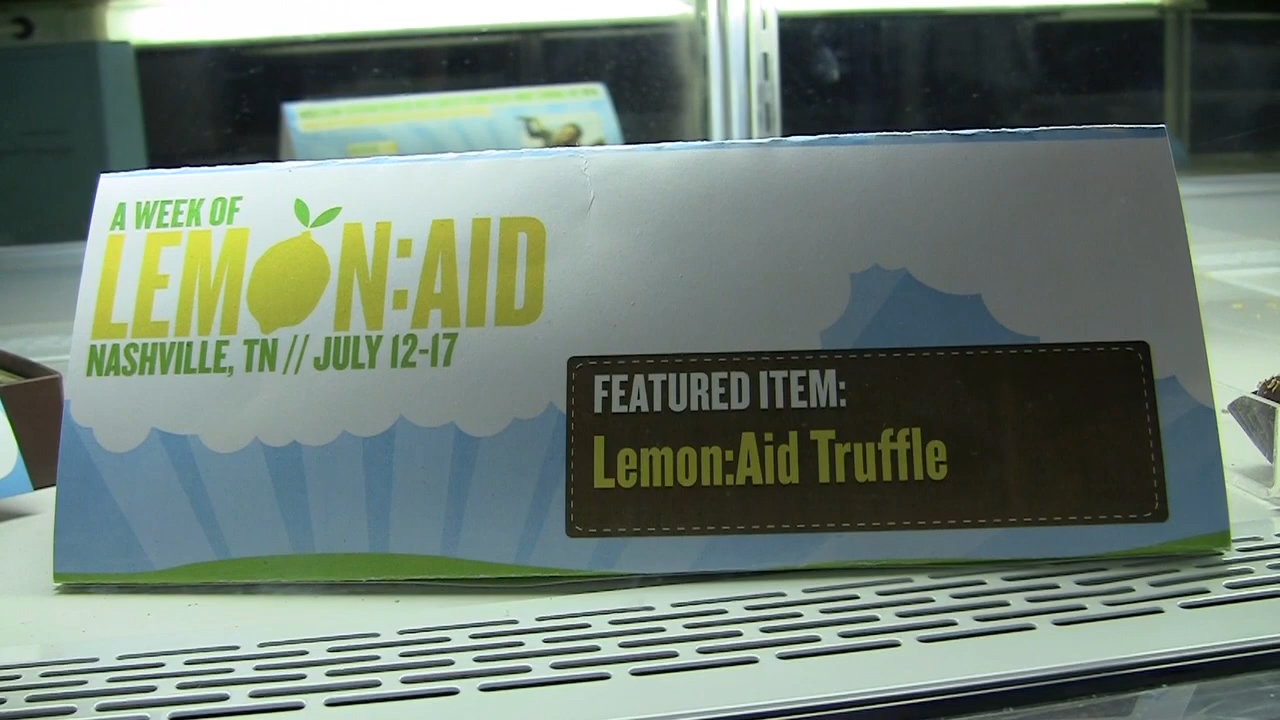 A WEEK OF
LEMON:AID
NASHVILLE, TN // JULY 12-17
FEATURED ITEM:
Lemon:Aid Truffle